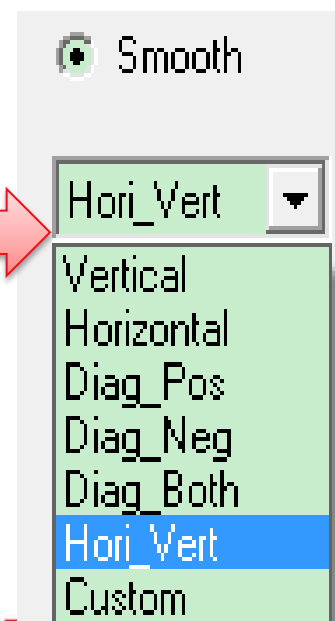 Smooth
Hori_Vert
Vertical
Horizontal
Diag_Pos
Diag_Neg
Diag_Both
Hori_Vert
Custom